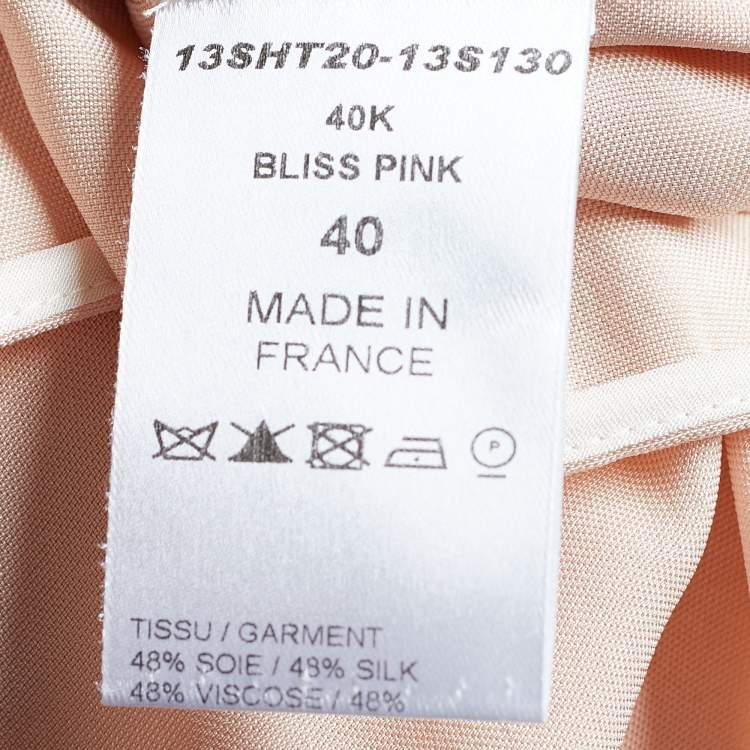 13SHT20-13S130
40K
BLISS PINK
40
MADE IN
FRANCE
P
TISSU / GARMENT
48% SOIE / 48% SILK
48% VISCOSE / 48%